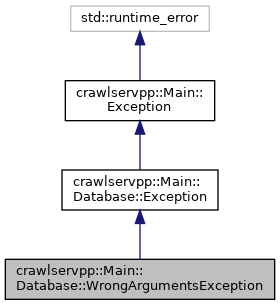 std::runtime_error
crawlservpp::Main::
Exception
crawlservpp::Main::
Database::Exception
crawlservpp::Main::
Database::WrongArgumentsException